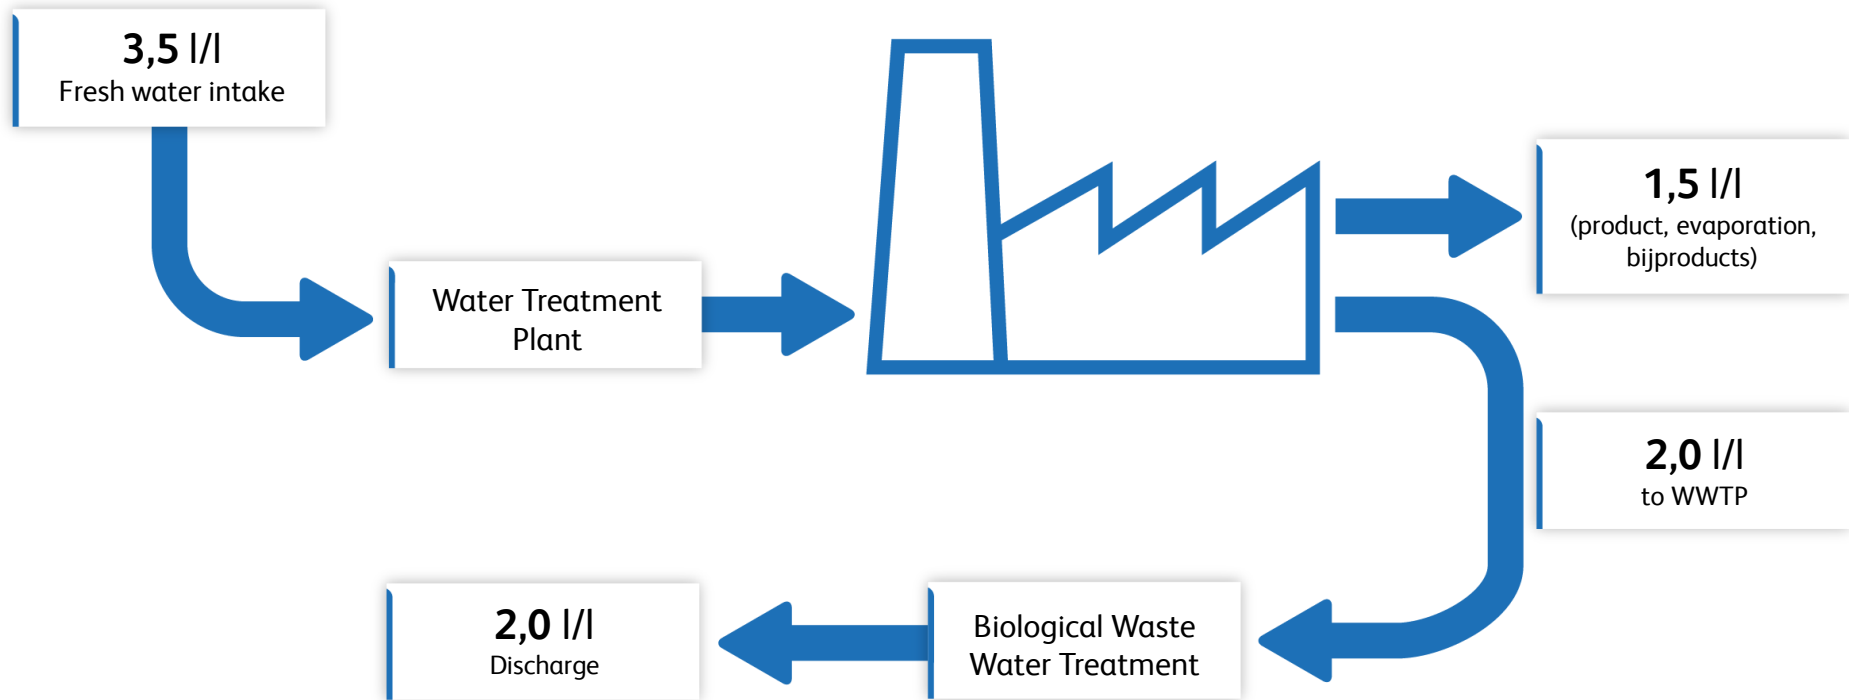 3,5 l/l
Fresh water intake
Water Treatment
Plant
1,5 l/l
(product, evaporation,
bijproducts)
2,0 l/l
to WWTP
Biological Waste
Water Treatment
2,0 l/l
Discharge